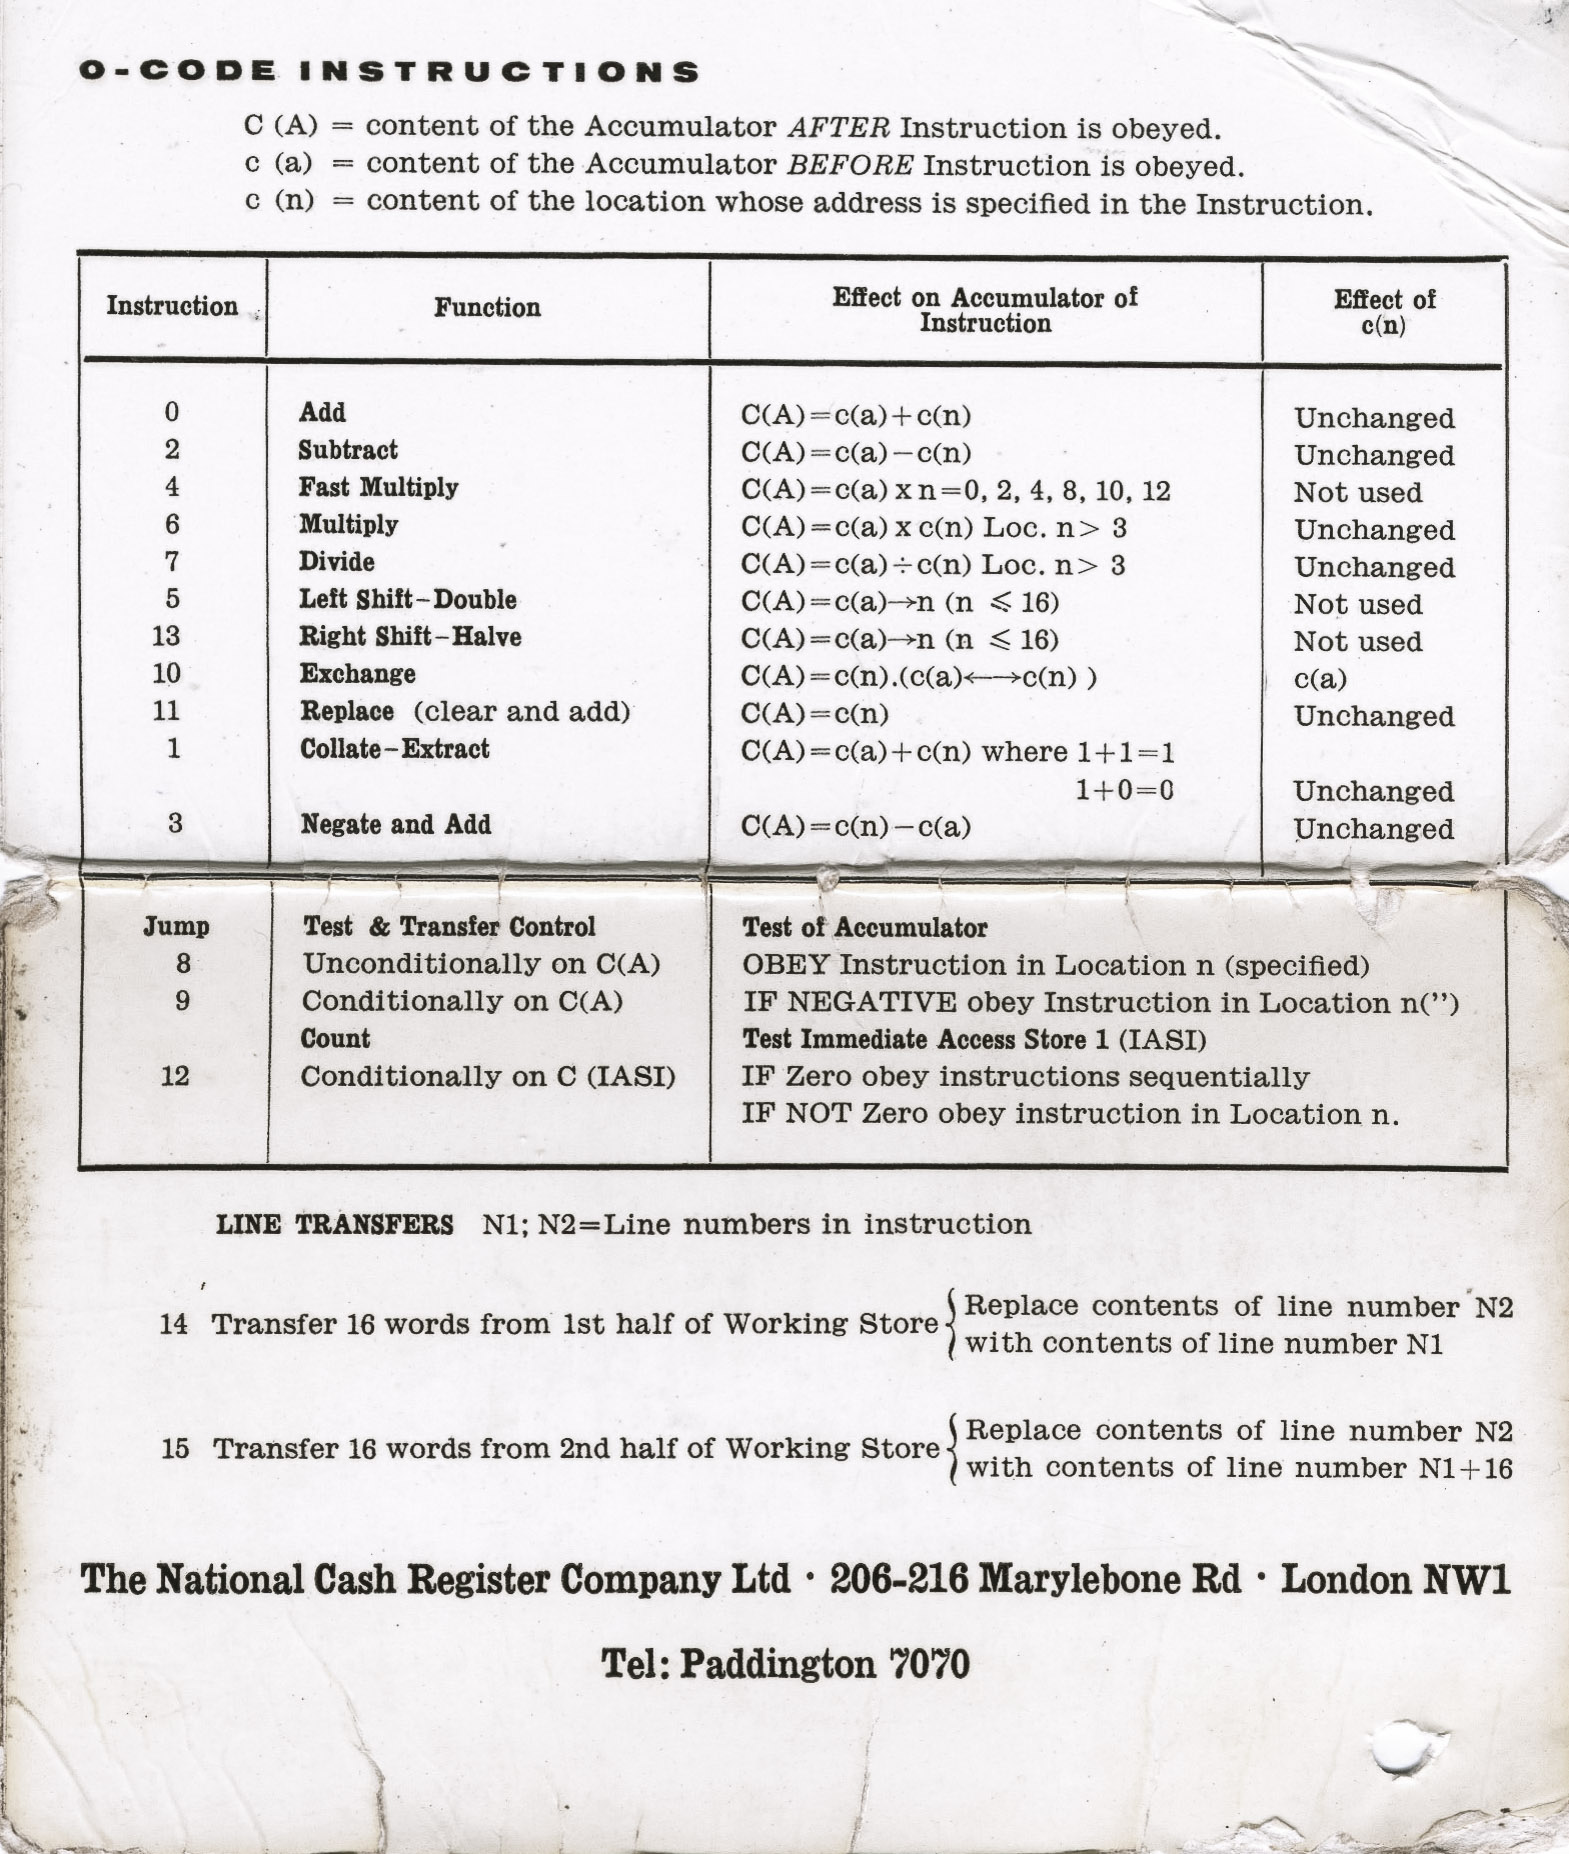 O-CODE INSTRUCTIONS
C (A) = content of the Accumulator AFTER Instruction is obeyed.
c (a) = content of the Accumulator BEFORE Instruction is obeyed.
c (n) = content of the location whose address is specified in the Instruction.
Instruction Function Effect on Accumulator of Instruction Effect of c(n)
0 Add C(A)=c(a)+c(n) Unchanged
2 Subtract C(A)=c(a)−c(n) Unchanged
4 Fast Multiply C(A)=c(a) x n=0, 2, 4, 8, 10, 12 Not used
6 Multiply C(A)=c(a) x c(n) Loc. n> 3 Unchanged
7 Divide C(A)=c(a)÷c(n) Loc. n> 3 Unchanged
5 Left Shift–Double C(A)=c(a)→n (n ⩽ 16) Not used
13 Right Shift–Halve C(A)=c(a)→n (n ⩽ 16) Not used
10 Exchange C(A)=c(n).(c(a)←→c(n) ) c(a)
11 Replace (clear and add) C(A)=c(n) Unchanged
1 Collate–Extract C(A)=c(a)+c(n) where 1+1=1
1+0=0 Unchanged
3 Negate and Add C(A)=c(n)−c(a) Unchanged
Jump Test & Transfer Control Test of Accumulator
8 Unconditionally on C(A) OBEY Instruction in Location n (specified)
9 Conditionally on C(A) IF NEGATIVE obey Instruction in Location n(”)
Count Test Immediate Access Store 1 (IASI)
12 Conditionally on C (IASI) IF Zero obey instructions sequentially
IF NOT Zero obey instruction in Location n.
LINE TRANSFERS N1; N2=Line numbers in instruction
14 Transfer 16 words from 1st half of Working Store { Replace contents of line number N2
with contents of line number N1
15 Transfer 16 words from 2nd half of Working Store { Replace contents of line number N2
with contents of line number N1+16
The National Cash Register Company Ltd · 206-216 Marylebone Rd · London NW1
Tel: Paddington 7070